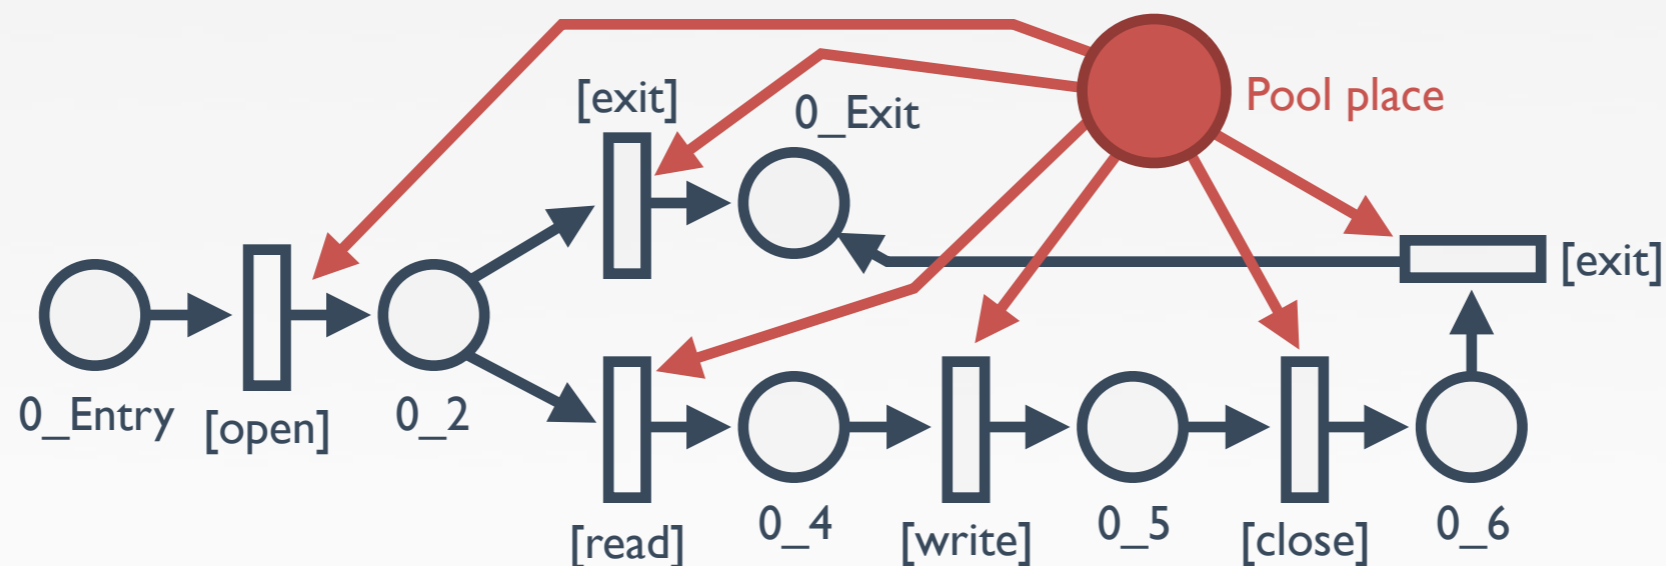 [exit]
0_Exit
Pool place
[exit]
0_Entry
[open]
0_2
[read]
0_4
[write]
0_5
[close]
0_6